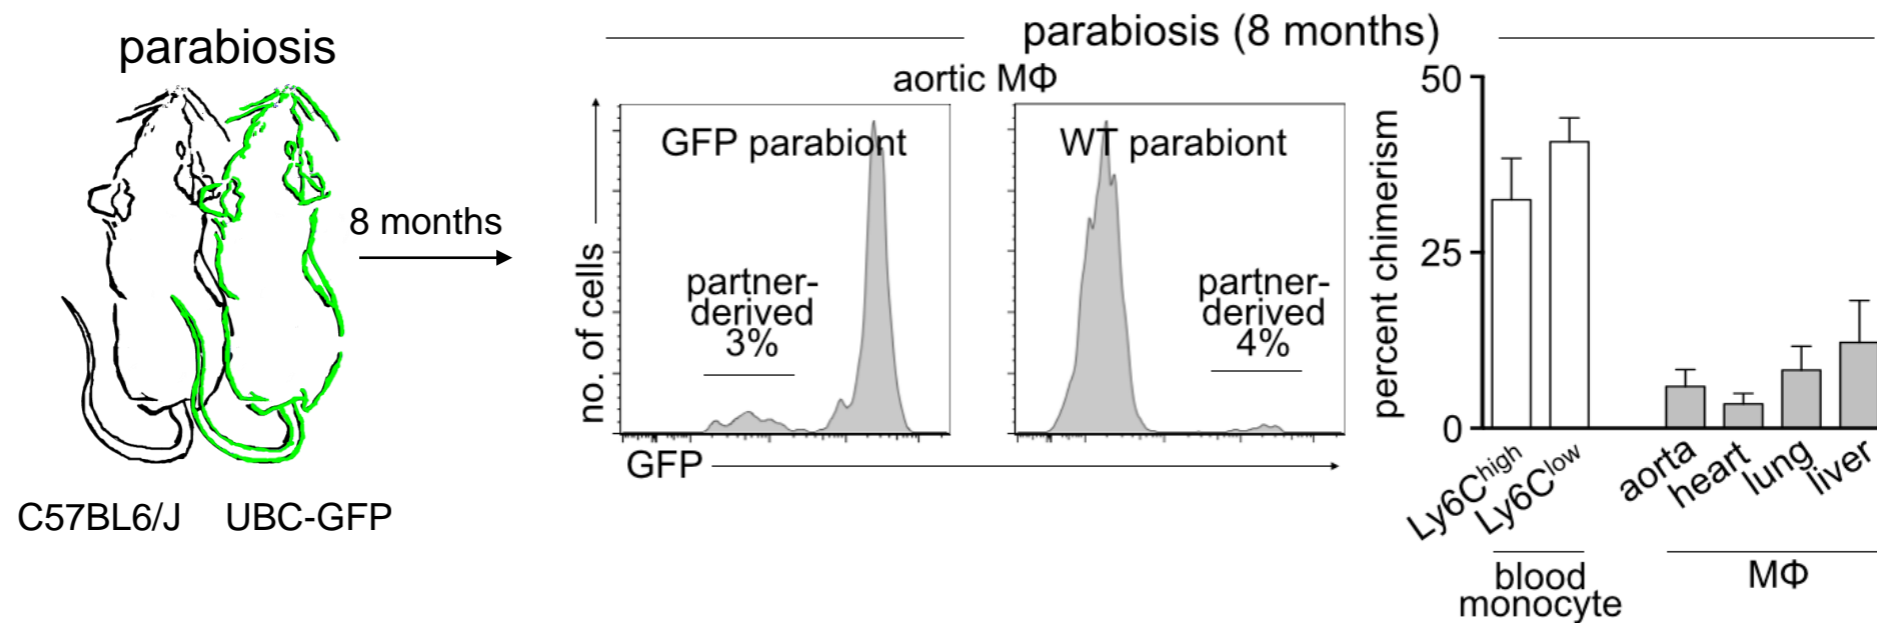 parabiosis
8 months
C57BL6/J UBC-GFP
parabiosis (8 months)
aortic MΦ
GFP parabiont
WT parabiont
partner-
derived
3%
partner-
derived
4%
no. of cells
GFP
percent chimerism
50
25
0
Ly6Chigh
Ly6Clow
aorta
heart
lung
liver
blood
monocyte
MΦ